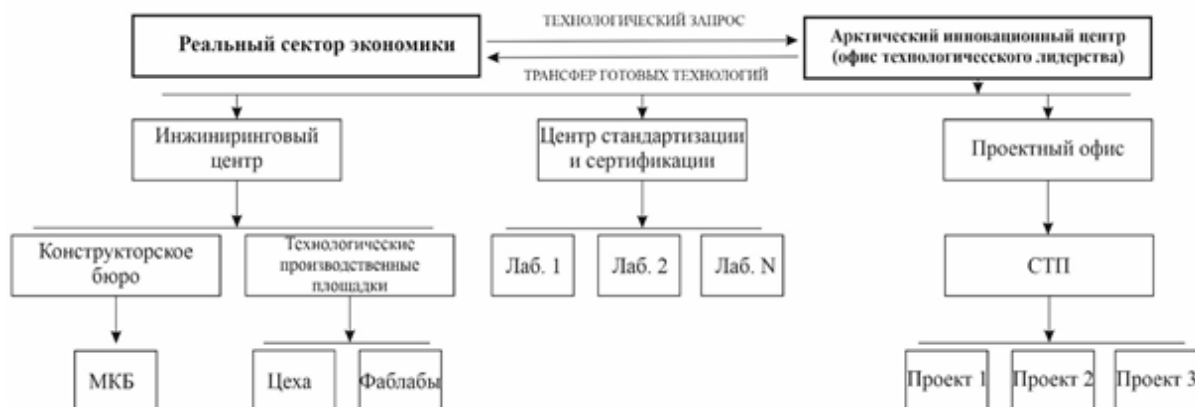 ТЕХНОЛОГИЧЕСКИЙ ЗАПРОС
Реальный сектор экономики
Арктический инновационный центр
(офис технологичесского лидерства)
ТРАНСФЕР ГОТОВЫХ ТЕХНОЛОГИЙ
Инжиниринговый
центр
Центр стандартизации
и сертификации
Проектный офис
Конструкторское
бюро
Технологические
производственные
площадки
Лаб. 1
Лаб. 2
Лаб. N
СТП
МКБ
Цеха
Фаблабы
Проект 1
Проект 2
Проект 3